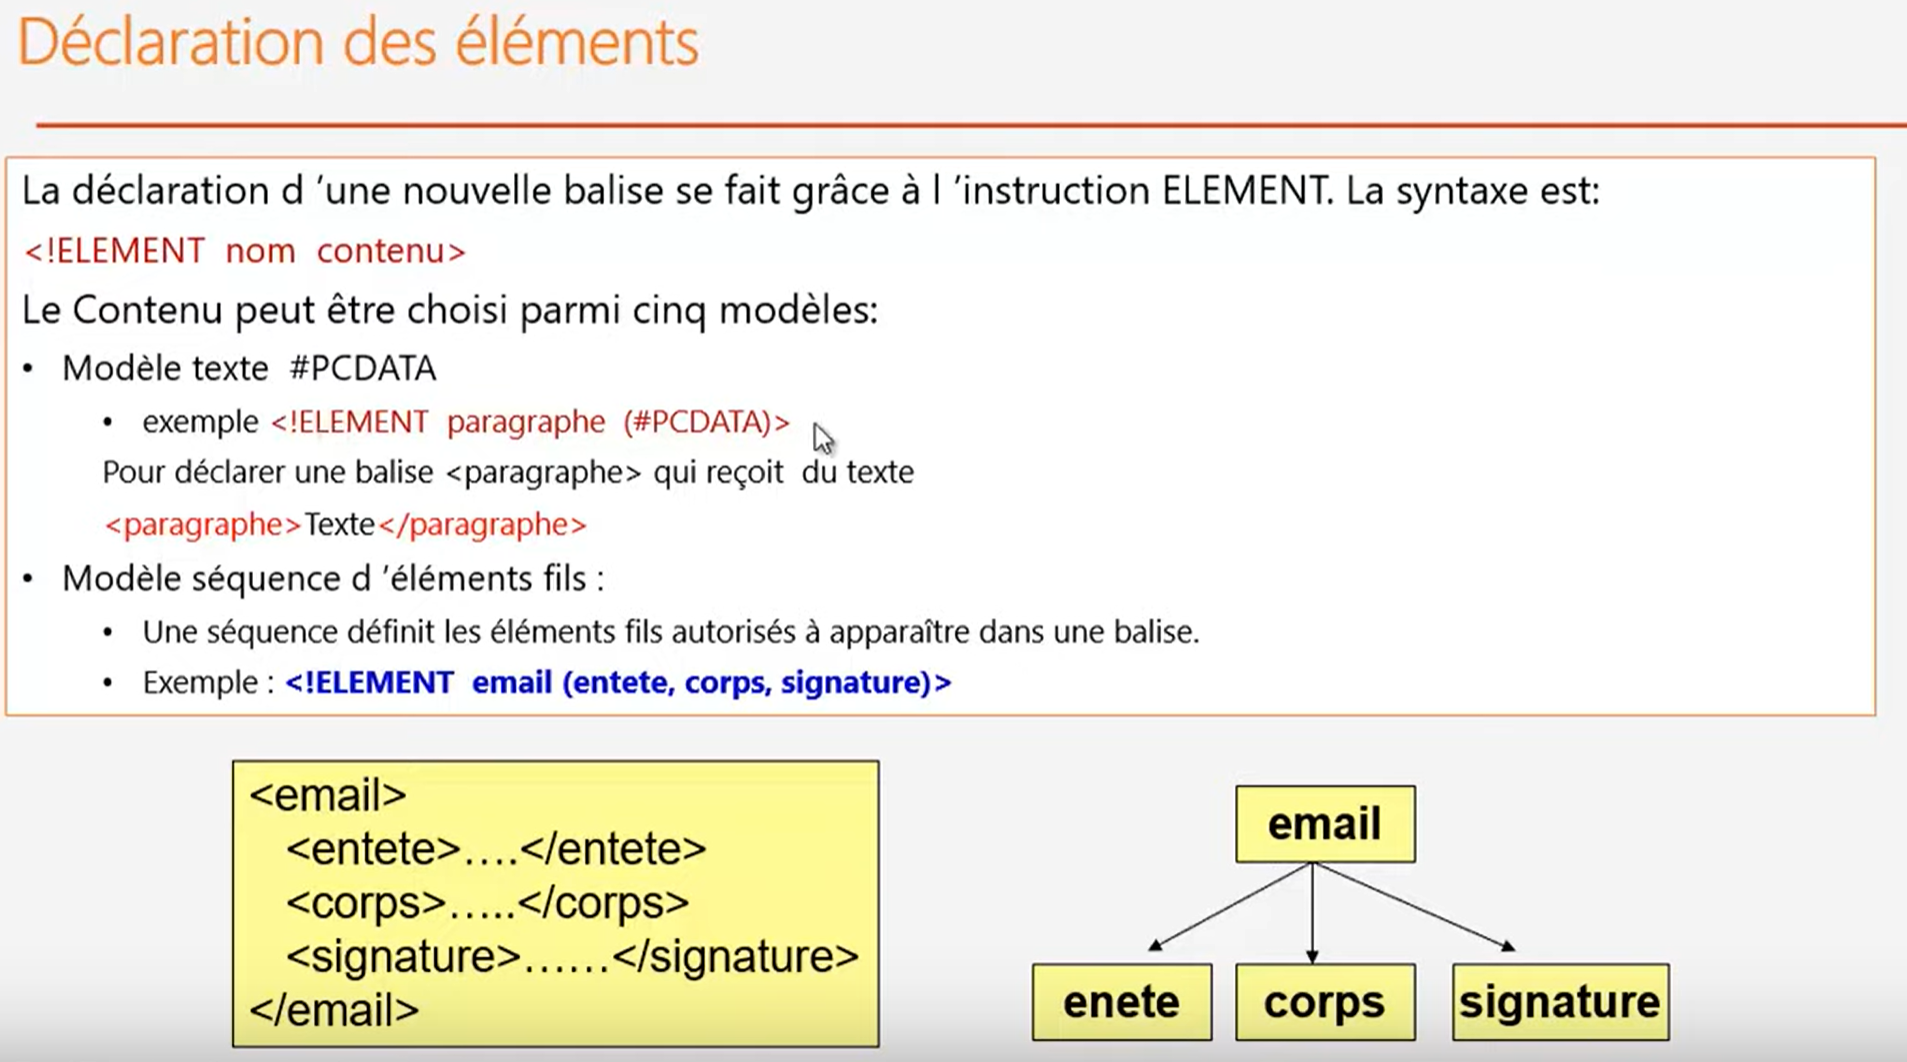 Déclaration des éléments
La déclaration d ’une nouvelle balise se fait grâce à l ’instruction ELEMENT. La syntaxe est:
<!ELEMENT nom contenu>
Le Contenu peut être choisi parmi cinq modèles:
• Modèle texte #PCDATA
• exemple <!ELEMENT paragraphe (#PCDATA)>
Pour déclarer une balise <paragraphe> qui reçoit du texte
<paragraphe>Texte</paragraphe>
• Modèle séquence d ’éléments fils :
• Une séquence définit les éléments fils autorisés à apparaître dans une balise.
• Exemple : <!ELEMENT email (entete, corps, signature)>
<email>
<entete>….</entete>
<corps>…..</corps>
<signature>……</signature>
</email>
email
enete corps signature